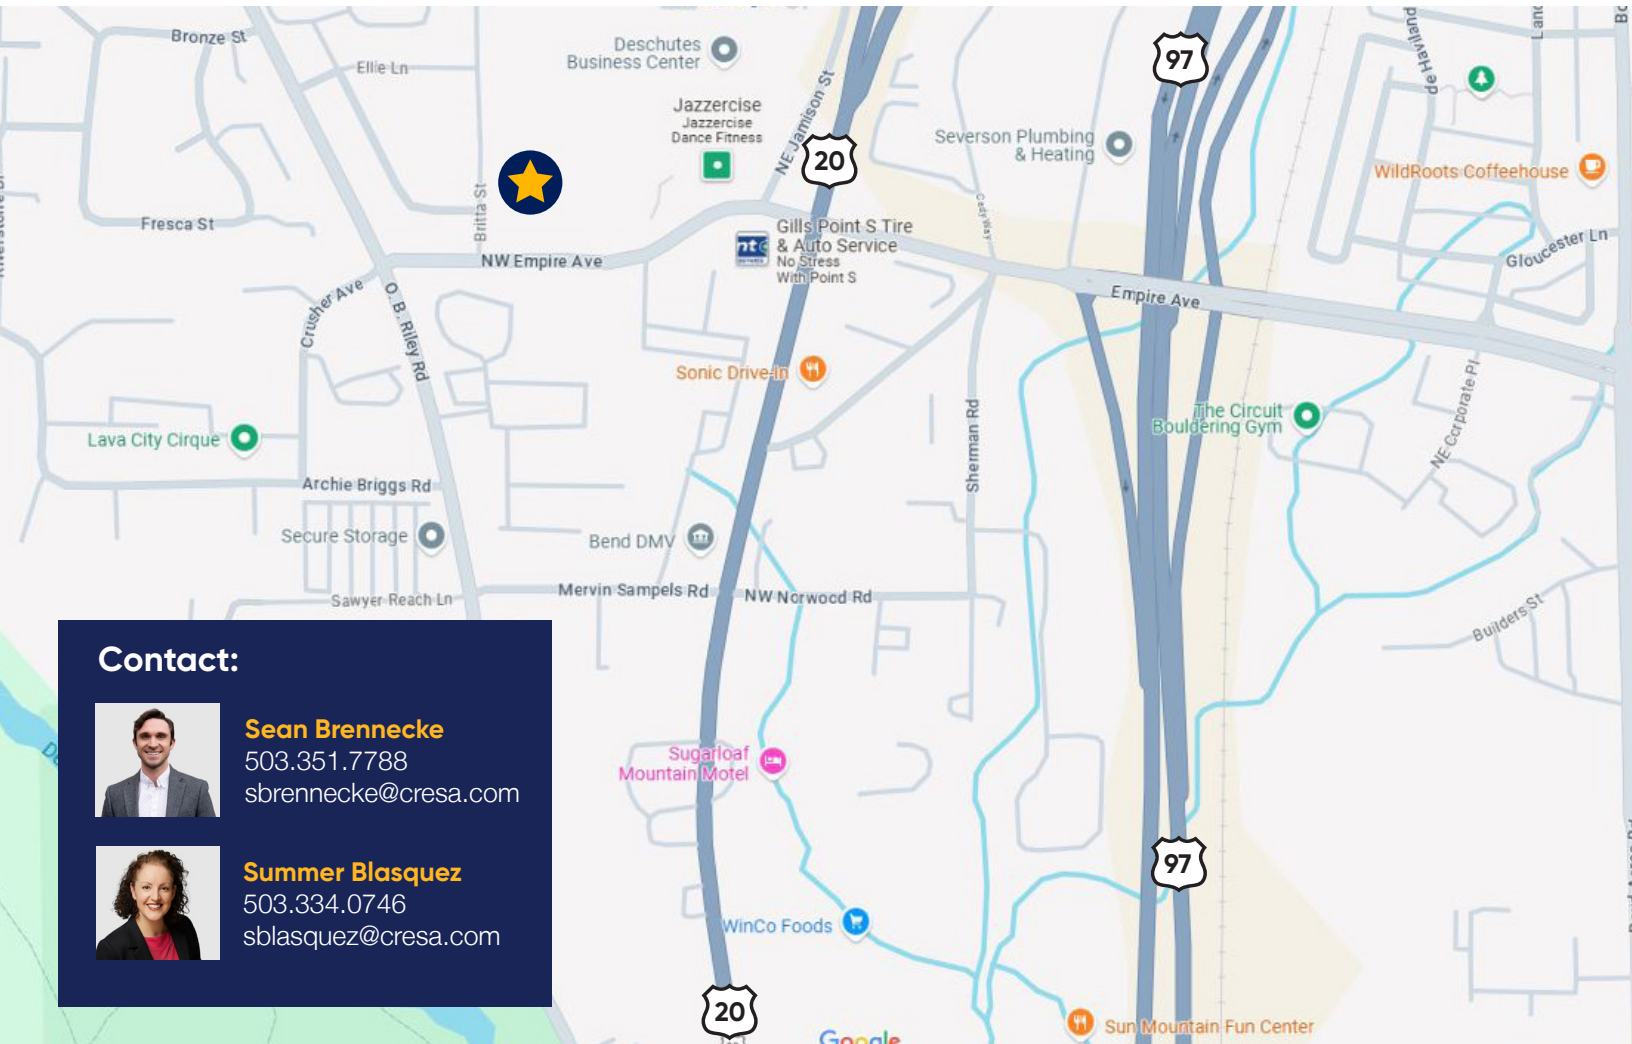 Bronze St
Ellie Ln
Deschutes
Business Center
Jazzercise
Jazzercise
Dance Fitness
NE Jamison St
20
97
Severson Plumbing
& Heating
de Haviland
WildRoots Coffeehouse
Fresca St
Britta St
NW Empire Ave
Gills Point S Tire
& Auto Service
No Stress
With Point S
ntc
Cady Way
Gloucester Ln
Empire Ave
Crusher Ave
O. B. Riley Rd
Sonic Drive-In
The Circuit
Bouldering Gym
NE Corporate Pl
Sherman Rd
Lava City Cirque
Archie Briggs Rd
Secure Storage
Bend DMV
Sawyer Reach Ln
Mervin Sampels Rd
NW Norwood Rd
Builders St
Contact:
Sean Brennecke
503.351.7788
sbrennecke@cresa.com
Summer Blasquez
503.334.0746
sblasquez@cresa.com
Sugarloaf
Mountain Motel
97
WinCo Foods
20
Sun Mountain Fun Center
Google